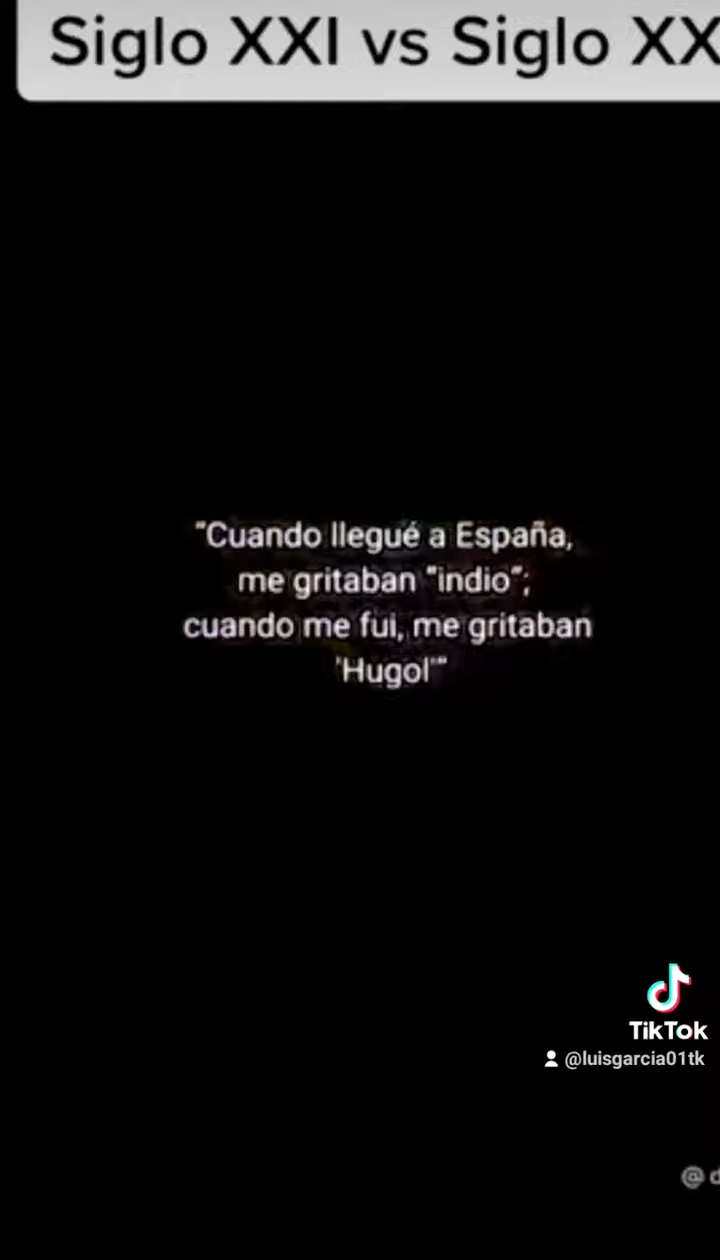 Siglo XXI vs Siglo XX
"Cuando llegué a España,
me gritaban "indio";
cuando me fui, me gritaban
'Hugol'"
TikTok
@luisgarcia01tk
@d